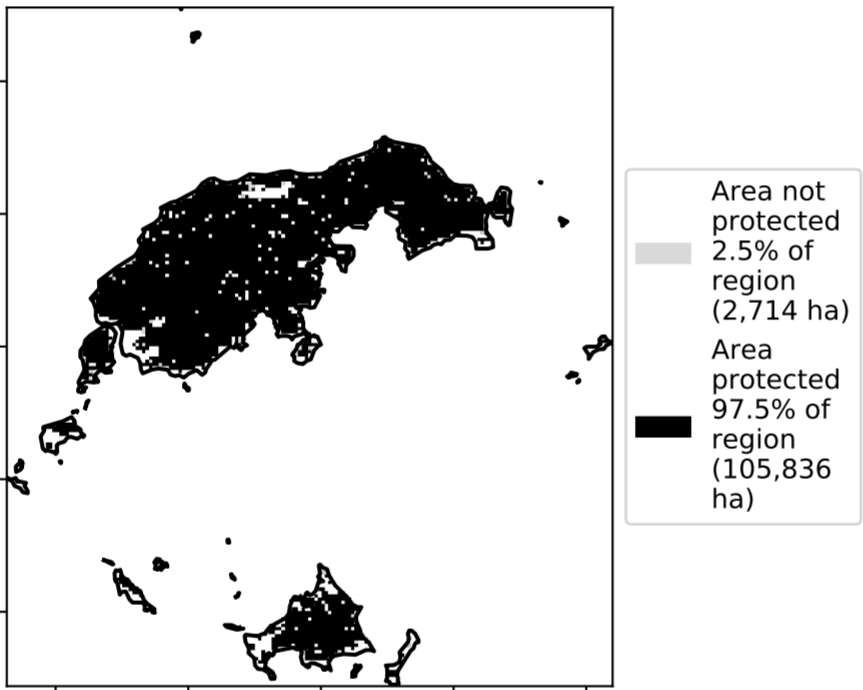 Area not
protected
2.5% of
region
(2,714 ha)
Area
protected
97.5% of
region
(105,836
ha)